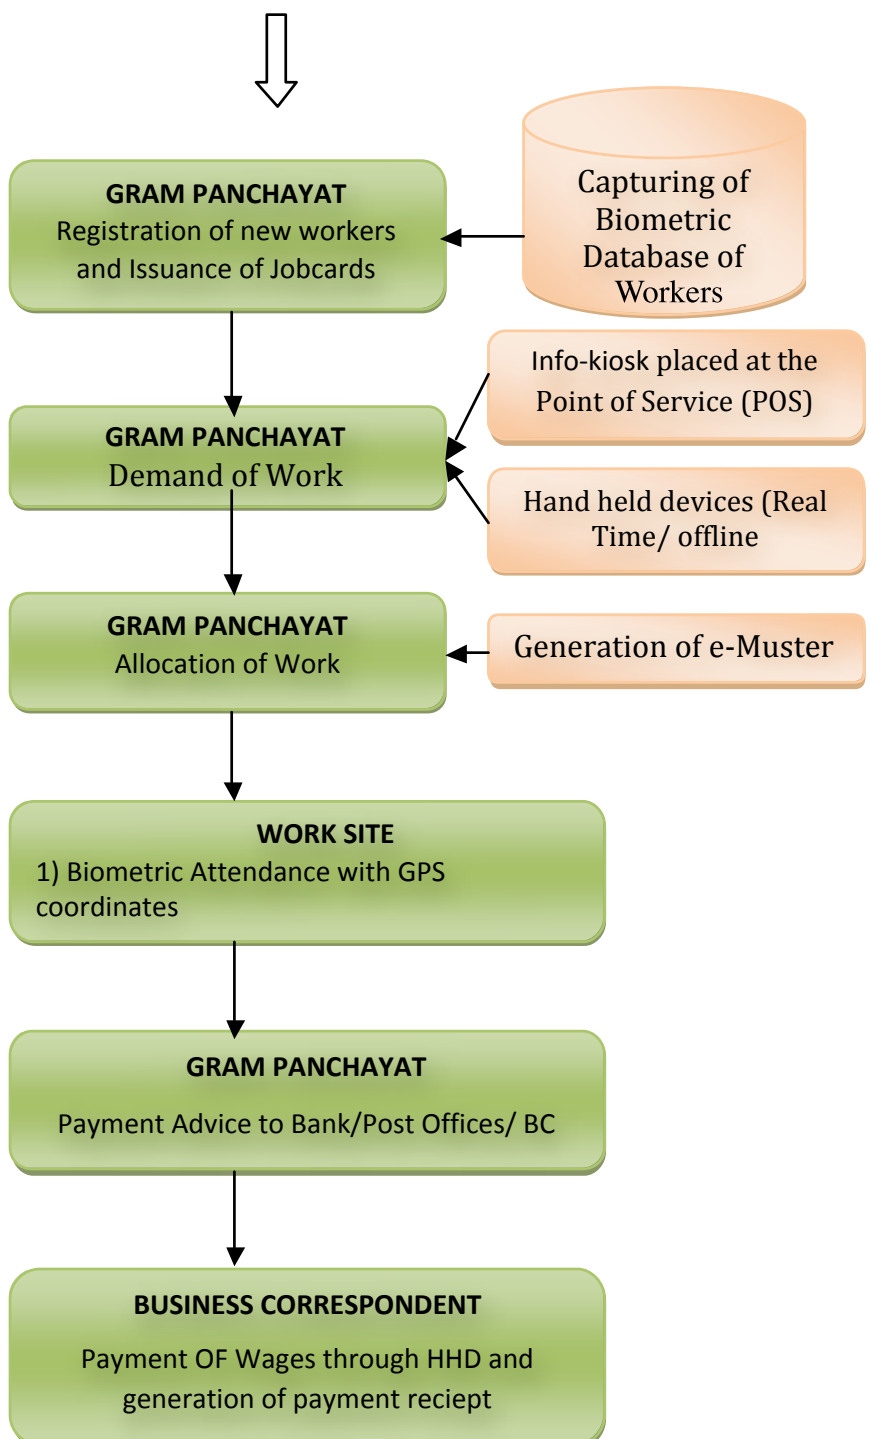 GRAM PANCHAYAT
Registration of new workers
and Issuance of Jobcards
Capturing of
Biometric
Database of
Workers
GRAM PANCHAYAT
Demand of Work
Info-kiosk placed at the
Point of Service (POS)
Hand held devices (Real
Time/ offline
GRAM PANCHAYAT
Allocation of Work
Generation of e-Muster
WORK SITE
1) Biometric Attendance with GPS
coordinates
GRAM PANCHAYAT
Payment Advice to Bank/Post Offices/ BC
BUSINESS CORRESPONDENT
Payment OF Wages through HHD and
generation of payment reciept